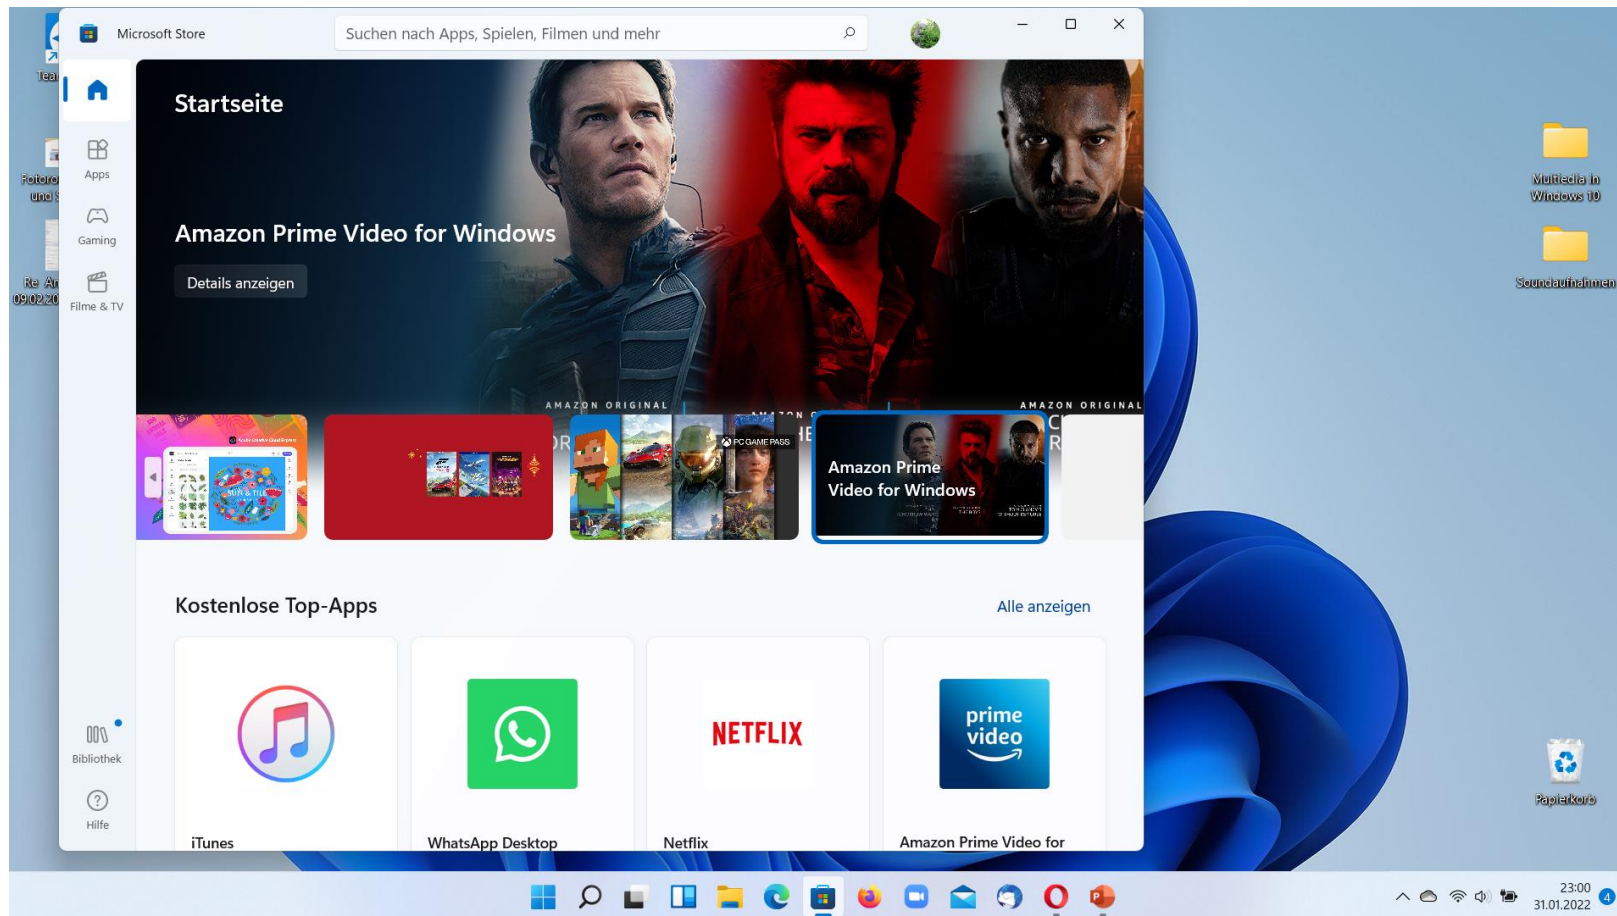 Microsoft Store
Suchen nach Apps, Spielen, Filmen und mehr
Startseite
Apps
Gaming
Filme & TV
Amazon Prime Video for Windows
Details anzeigen
AMAZON ORIGINAL
AMAZON ORIGINAL
PC GAME PASS
Amazon Prime
Video for Windows
Kostenlose Top-Apps
Alle anzeigen
NETFLIX
prime
video
iTunes
WhatsApp Desktop
Netflix
Amazon Prime Video for
Bibliothek
Hilfe
Multiedia in
Windows 10
Soundaufnahmen
Papierkorb
23:00
31.01.2022
4